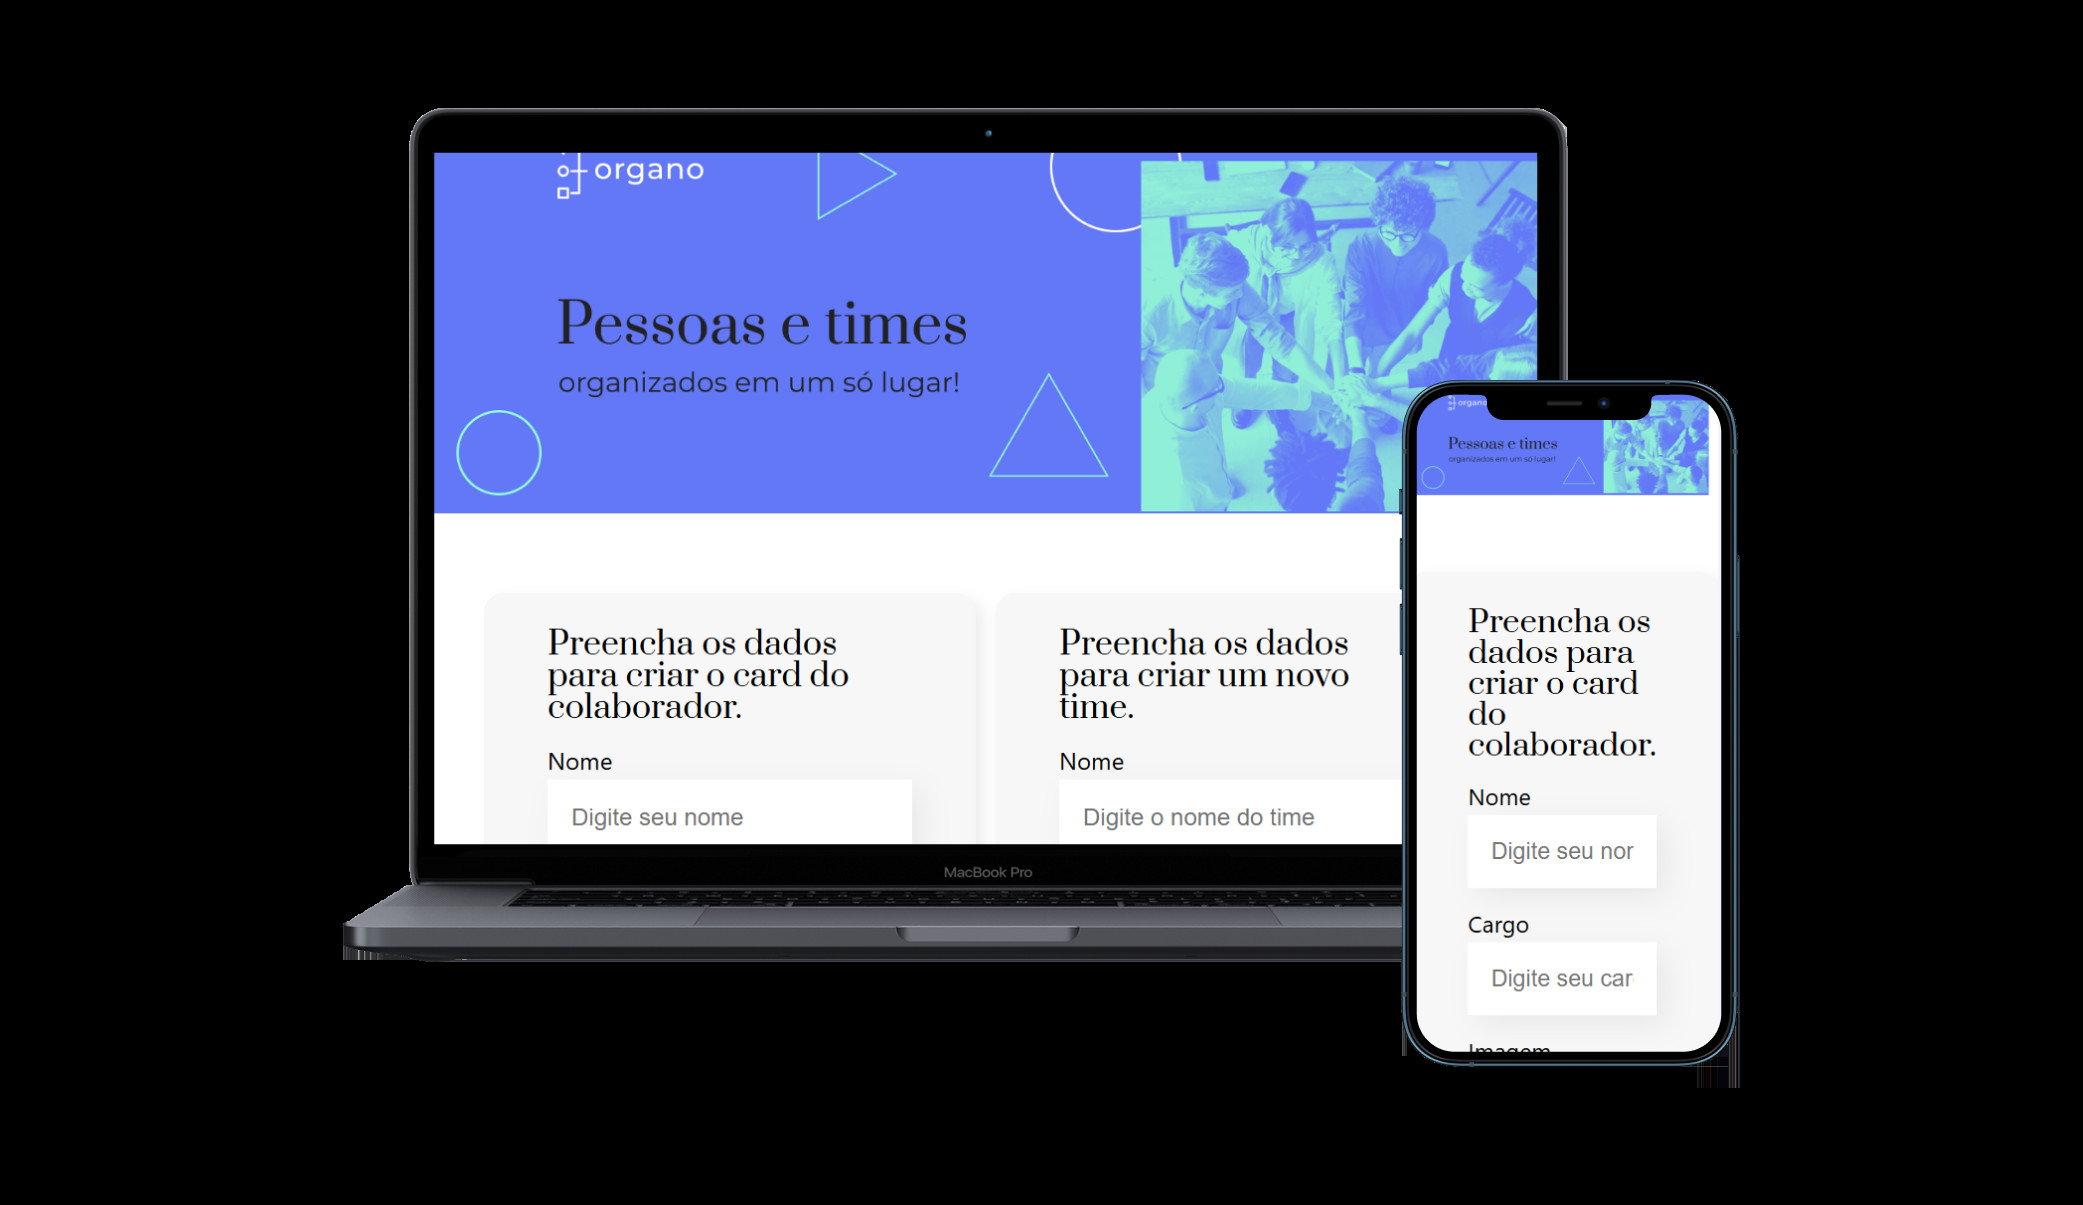 organo
Pessoas e times
organizados em um só lugar!
Preencha os dados
para criar o card do
colaborador.
Nome
Digite seu nome
Preencha os dados
para criar um novo
time.
Nome
Digite o nome do time
MacBook Pro
organo
Pessoas e times
organizados em um só lugar!
Preencha os
dados para
criar o card
do
colaborador.
Nome
Digite seu nor
Cargo
Digite seu car
Imagem